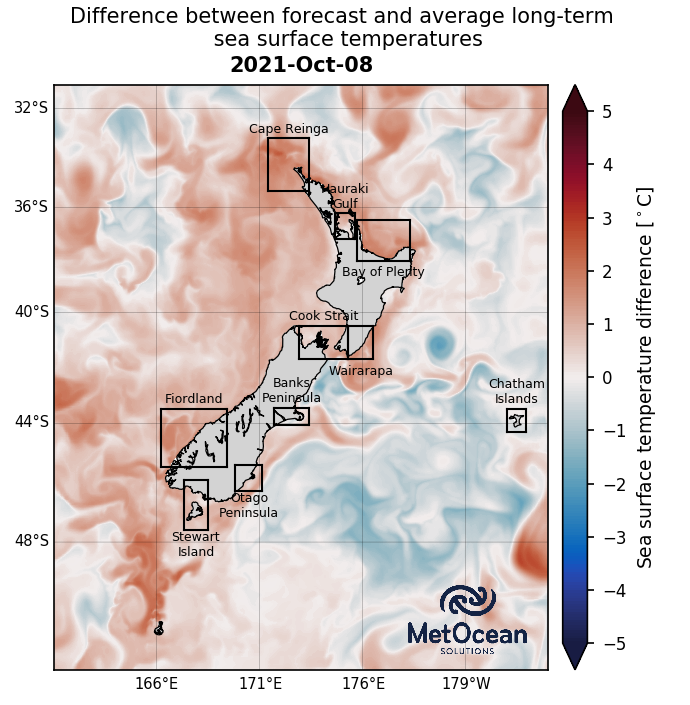 Difference between forecast and average long-term
sea surface temperatures
2021-Oct-08
32°S
36°S
40°S
44°S
48°S
166°E
171°E
176°E
179°W
Cape Reinga
Hauraki
Gulf
Bay of Plenty
Cook Strait
Wairarapa
Banks
Peninsula
Fiordland
Chatham
Islands
Otago
Peninsula
Stewart
Island
MetOcean
SOLUTIONS
5
4
3
2
1
0
−1
−2
−3
−4
−5
Sea surface temperature difference [°C]